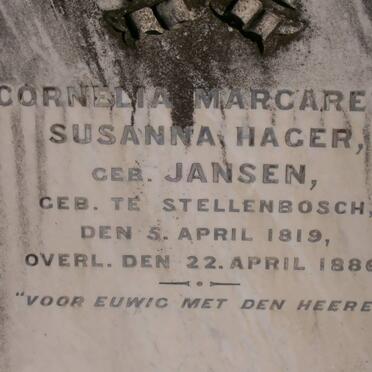 CORNELIA MARGARE
SUSANNA HAGER,
GEB. JANSEN,
GEB. TE STELLENBOSCH,
DEN 5. APRIL 1819,
OVERL. DEN 22. APRIL 1886
"VOOR EUWIG MET DEN HEERE